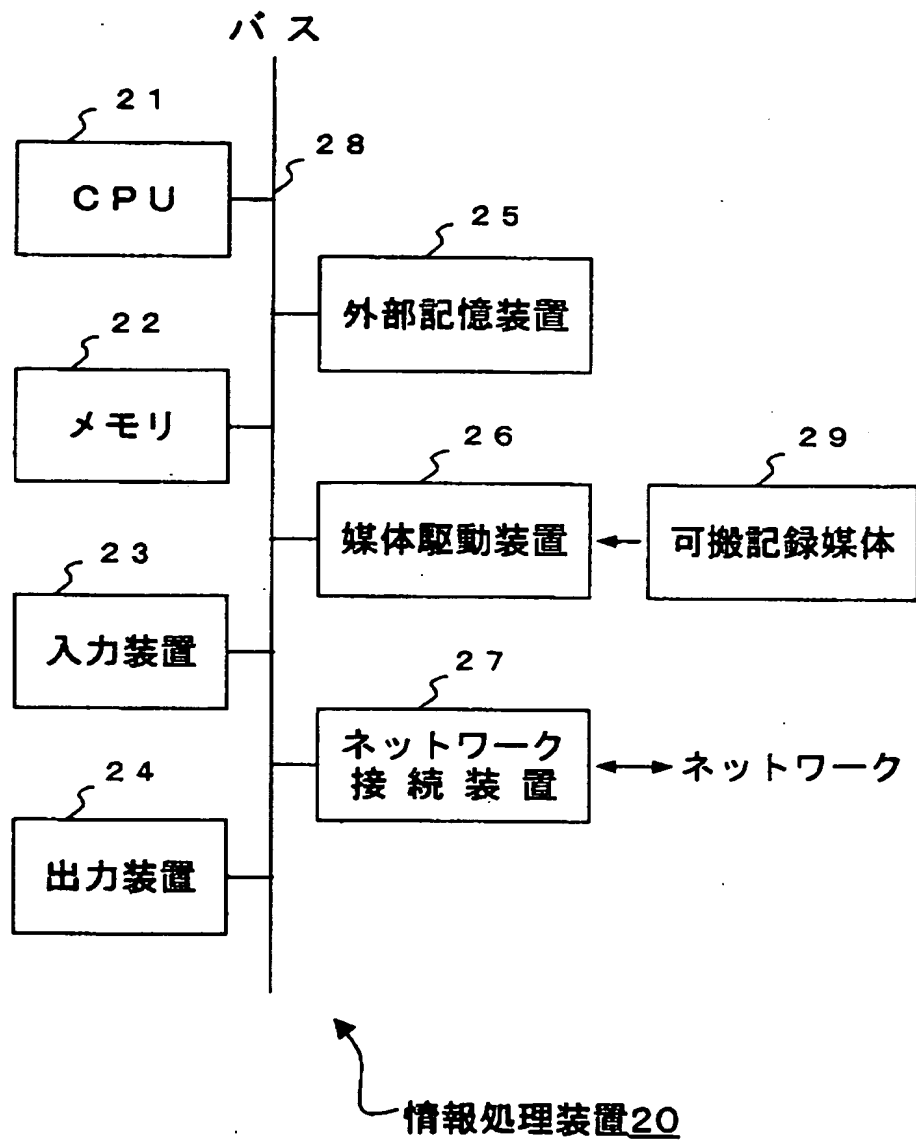 バス
21
CPU
28
25
外部記憶装置
22
メモリ
26
媒体駆動装置
29
可搬記録媒体
23
入力装置
27
ネットワーク
接続装置
ネットワーク
24
出力装置
情報処理装置20